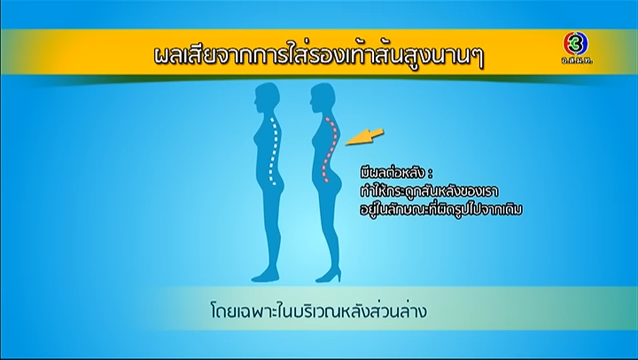 ผลเสียจากการใส่รองเท้าส้นสูงนานๆ
3
อ.ส.ม.ท.
มีผลต่อหลัง :
ทำให้กระดูกสันหลังของเรา
อยู่ในลักษณะที่ผิดรูปไปจากเดิม
โดยเฉพาะในบริเวณหลังส่วนล่าง